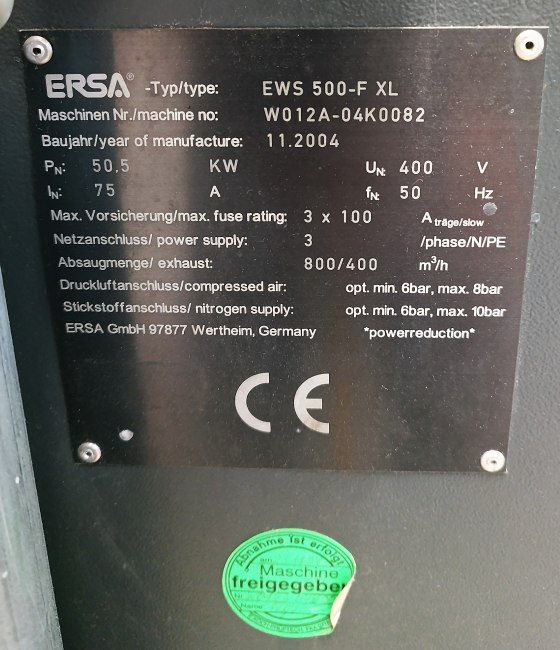 ERSA® -Typ/type: EWS 500-F XL
Maschinen Nr./machine no: W012A-04K0082
Baujahr/year of manufacture: 11.2004
PN: 50,5 KW UN: 400 V
IN: 75 A fN: 50 Hz
Max. Vorsicherung/max. fuse rating: 3 x 100 A träge/slow
Netzanschluss/ power supply: 3 /phase/N/PE
Absaugmenge/ exhaust: 800/400 m³/h
Druckluftanschluss/compressed air: opt. min. 6bar, max. 8bar
Stickstoffanschluss/ nitrogen supply: opt. min. 6bar, max. 10bar
ERSA GmbH 97877 Wertheim, Germany *powerreduction*
CE
Abnahme ist erfolgt
Maschine
freigegeben
Name